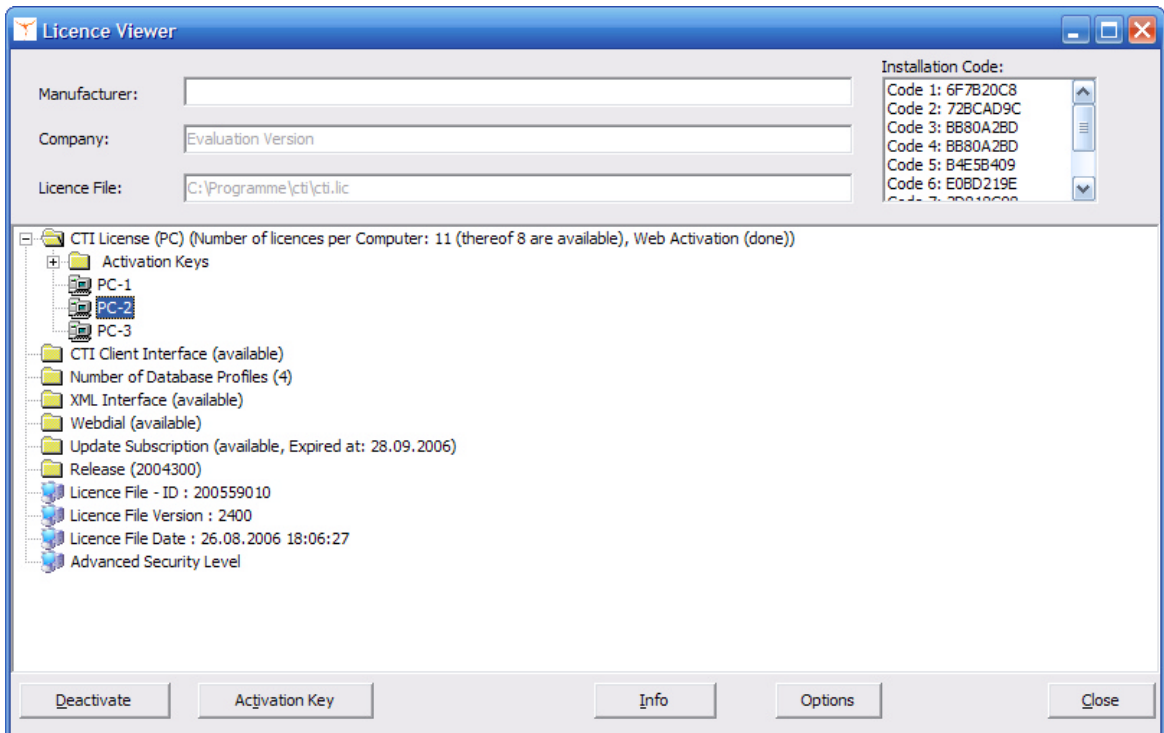 Licence Viewer
Manufacturer:
Company:
Evaluation Version
Licence File:
C:\Programme\cti\cti.lic
Installation Code:
Code 1: 6F7B20C8
Code 2: 72BCAD9C
Code 3: BB80A2BD
Code 4: BB80A2BD
Code 5: B4E5B409
Code 6: E0BD219E
CTI License (PC) (Number of licences per Computer: 11 (thereof 8 are available), Web Activation (done))
Activation Keys
PC-1
PC-2
PC-3
CTI Client Interface (available)
Number of Database Profiles (4)
XML Interface (available)
Webdial (available)
Update Subscription (available, Expired at: 28.09.2006)
Release (2004300)
Licence File - ID : 200559010
Licence File Version : 2400
Licence File Date : 26.08.2006 18:06:27
Advanced Security Level
Deactivate
Activation Key
Info
Options
Close